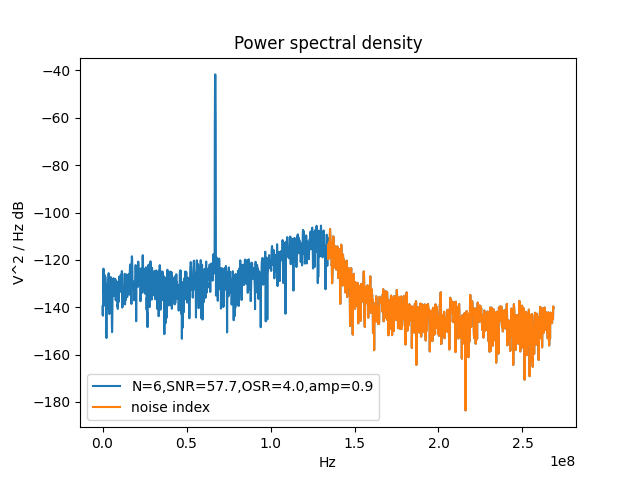 Power spectral density
−40
−60
−80
−100
−120
−140
−160
−180
V^2 / Hz dB
N=6,SNR=57.7,OSR=4.0,amp=0.9
noise index
0.0 0.5 1.0 1.5 2.0 2.5
1e8
Hz